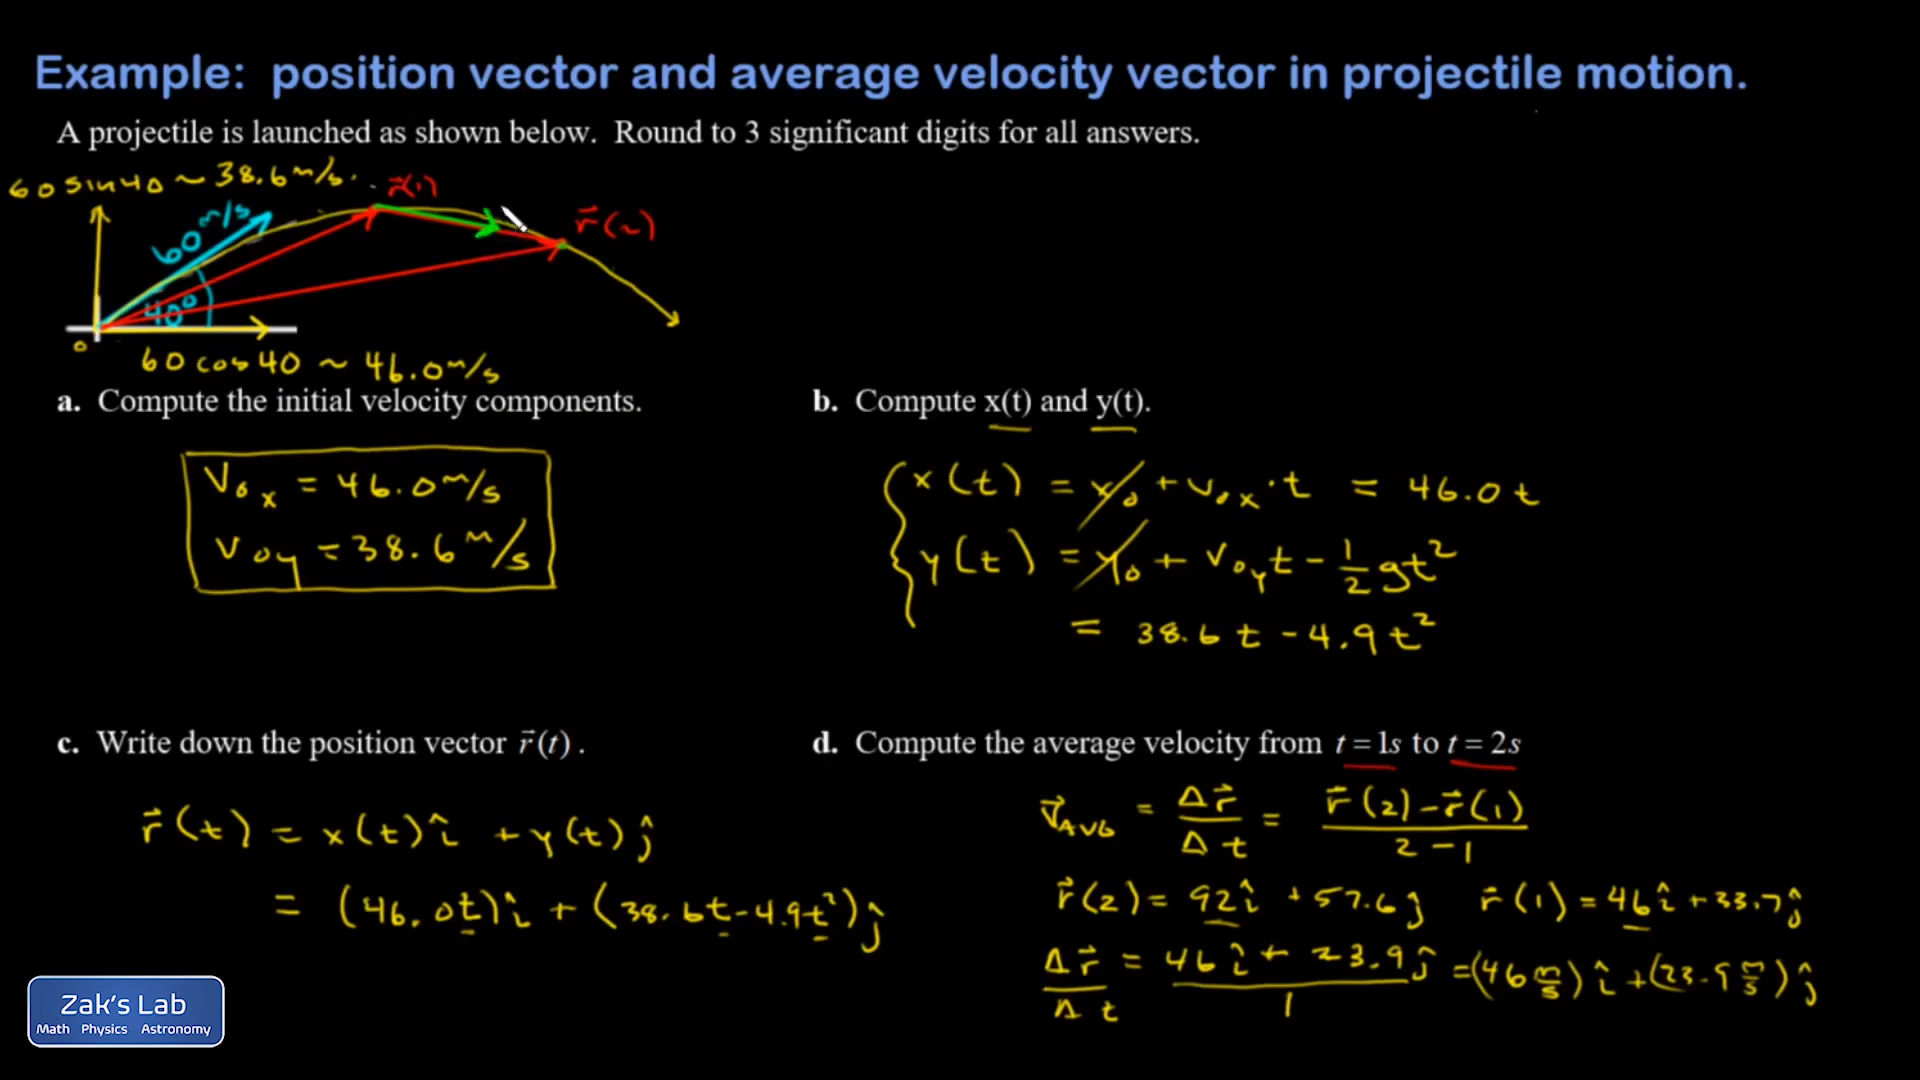 Example: position vector and average velocity vector in projectile motion.
A projectile is launched as shown below. Round to 3 significant digits for all answers.
60 sin 40 ~ 38.6 m/s.
r⃗(1)
60 m/s
r⃗(2)
40°
0
60 cos 40 ~ 46.0 m/s
a. Compute the initial velocity components.
V₀ₓ = 46.0 m/s
V₀y = 38.6 m/s
b. Compute x(t) and y(t).
x(t) = x₀ + v₀ₓ · t = 46.0 t
y(t) = y₀ + v₀y t − ½ g t²
= 38.6 t − 4.9 t²
c. Write down the position vector r⃗(t).
r⃗(t) = x(t) î + y(t) ĵ
= (46.0t) î + (38.6t − 4.9t²) ĵ
d. Compute the average velocity from t = 1s to t = 2s
v⃗AVG = Δr⃗/Δt = (r⃗(2) − r⃗(1))/(2 − 1)
r⃗(2) = 92 î + 57.6 ĵ r⃗(1) = 46 î + 33.7 ĵ
Δr⃗/Δt = (46 î + 23.9 ĵ)/1 = (46 m/s) î + (23.9 m/s) ĵ
Zak's Lab
Math Physics Astronomy